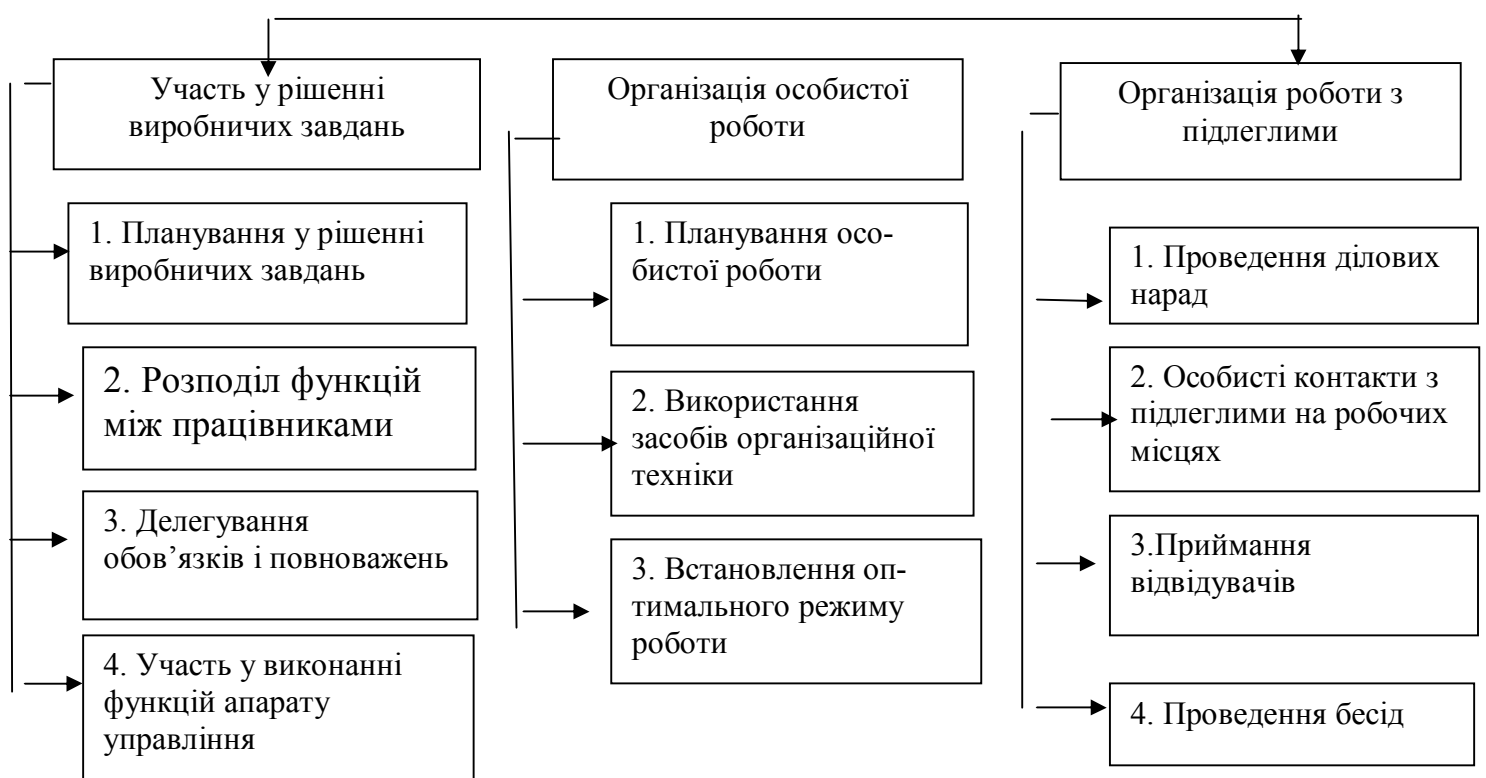 Участь у рішенні
виробничих завдань
1. Планування у рішенні
виробничих завдань
2. Розподіл функцій
між працівниками
3. Делегування
обов’язків і повноважень
4. Участь у виконанні
функцій апарату
управління
Організація особистої
роботи
1. Планування осо-
бистої роботи
2. Використання
засобів організаційної
техніки
3. Встановлення оп-
тимального режиму
роботи
Організація роботи з
підлеглими
1. Проведення ділових
нарад
2. Особисті контакти з
підлеглими на робочих
місцях
3.Приймання
відвідувачів
4. Проведення бесід